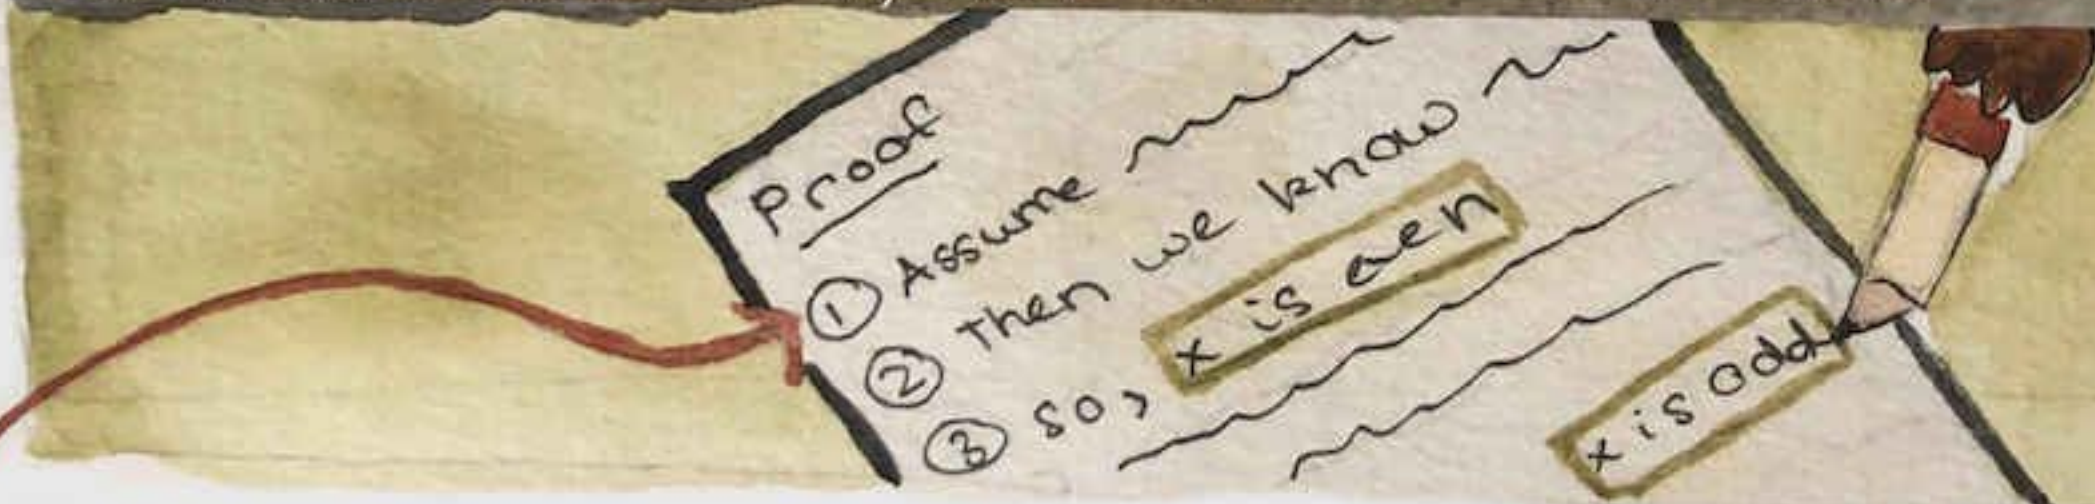 Proof
① Assume
② Then we know
③ so, x is even
x is odd